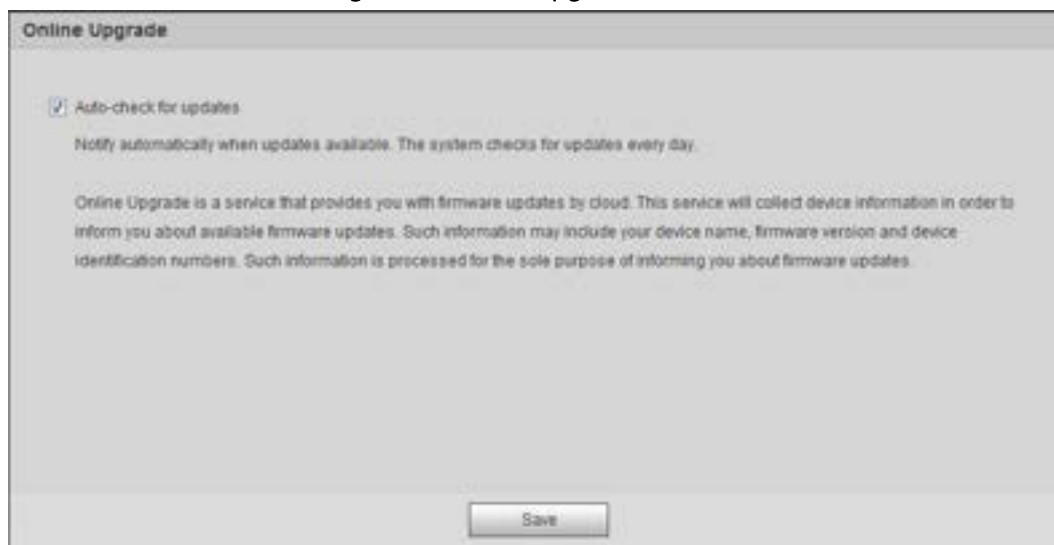 Online Upgrade
Auto-check for updates
Notify automatically when updates available. The system checks for updates every day.
Online Upgrade is a service that provides you with firmware updates by cloud. This service will collect device information in order to
inform you about available firmware updates. Such information may include your device name, firmware version and device
identification numbers. Such information is processed for the sole purpose of informing you about firmware updates.
Save